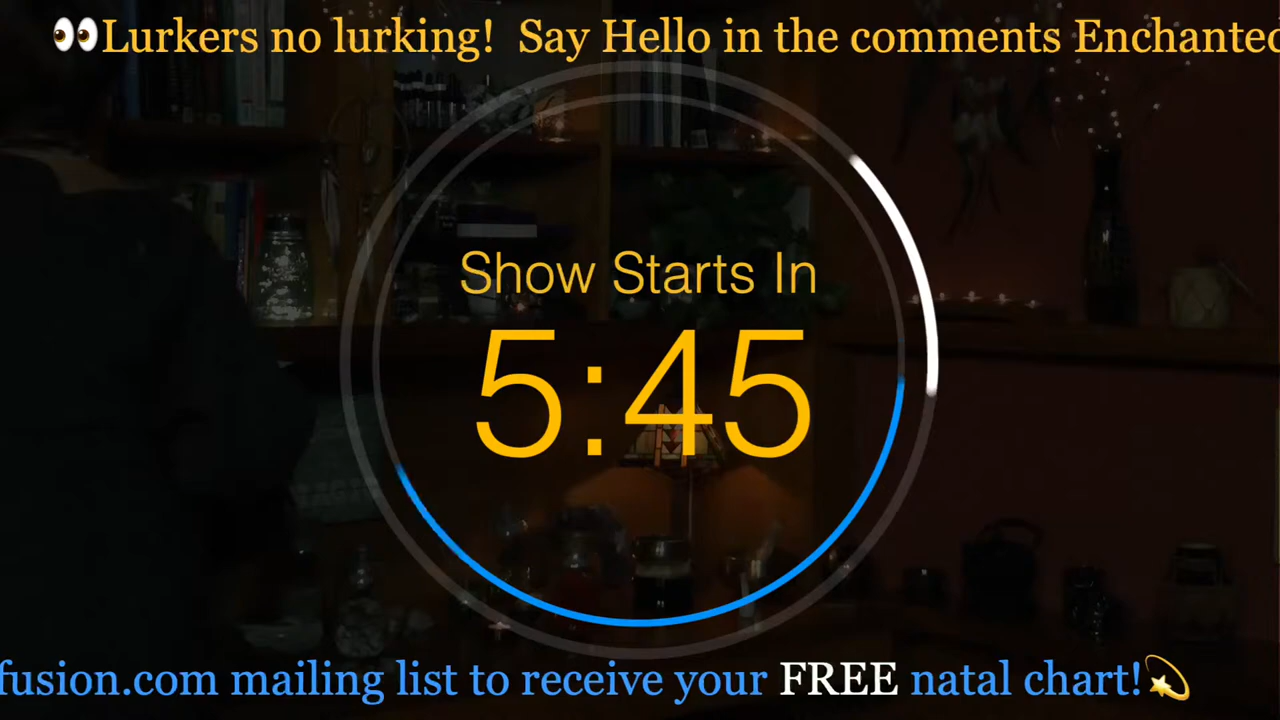 👀Lurkers no lurking!  Say Hello in the comments Enchanted
Show Starts In
5:45
fusion.com mailing list to receive your FREE natal chart!💫